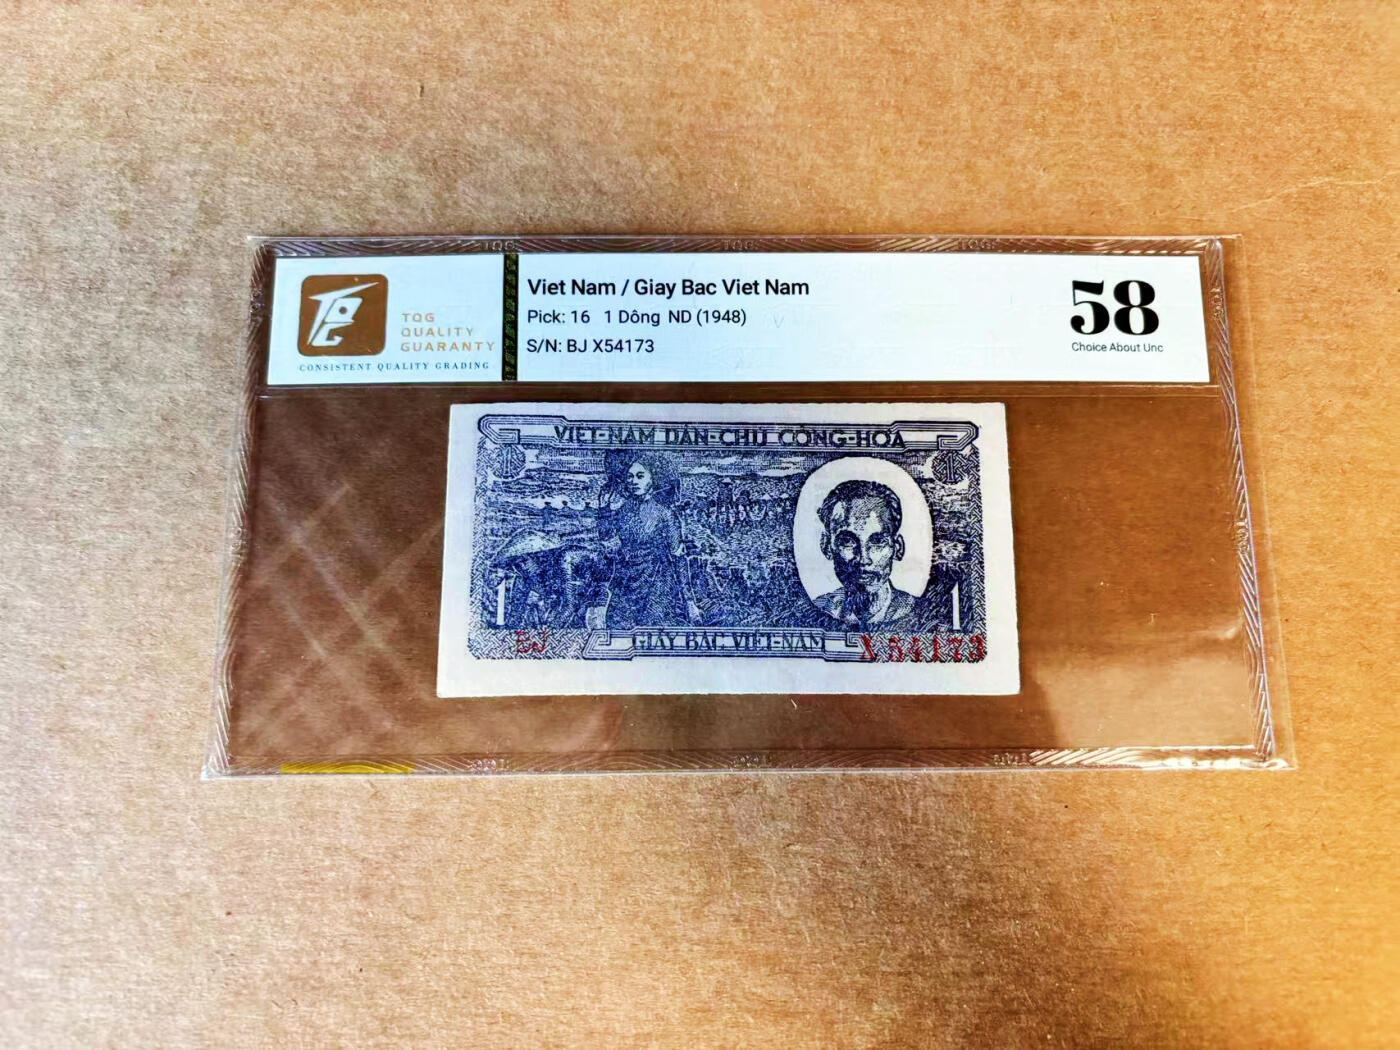 TQG
QUALITY
GUARANTY
CONSISTENT QUALITY GRADING
Viet Nam / Giay Bac Viet Nam
Pick: 16 1 Dông ND (1948)
S/N: BJ X54173
58
Choice About Unc
VIỆT-NAM DÂN-CHỦ CỘNG-HÒA
1 1
BJ GIẤY BẠC VIỆT-NAM X 54173